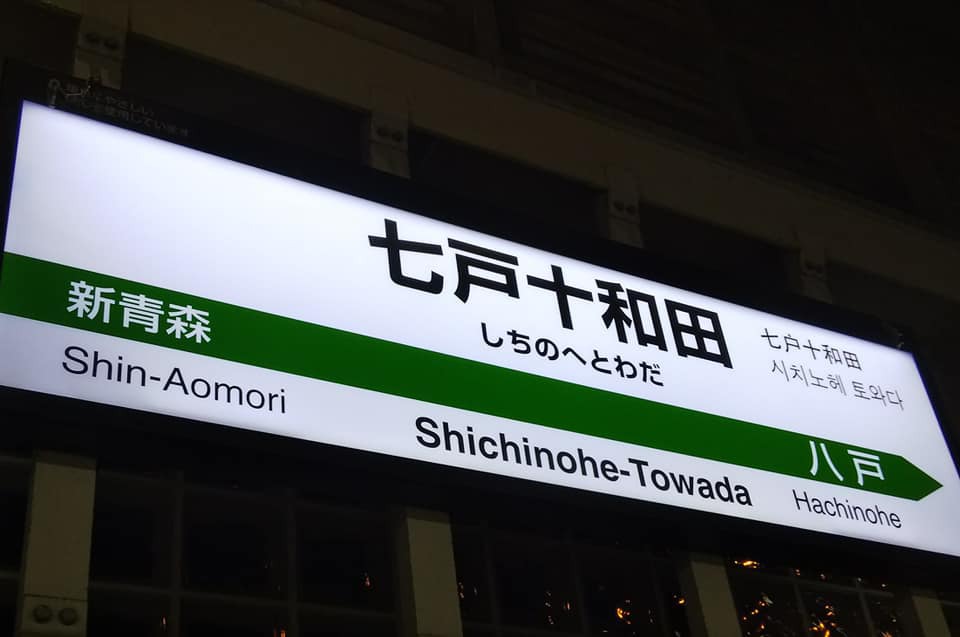 七戸十和田
しちのへとわだ
七户十和田
시치노헤 토와다
新青森
八戸
Shin-Aomori
Shichinohe-Towada
Hachinohe